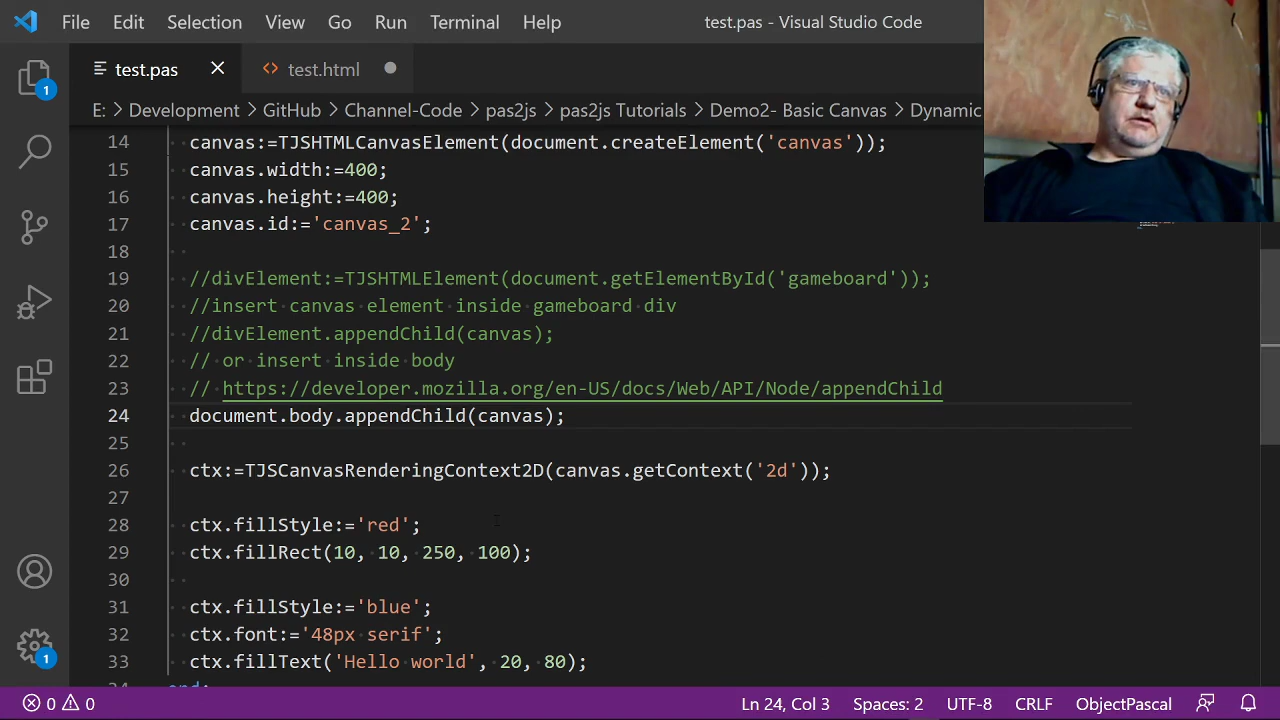 File Edit Selection View Go Run Terminal Help test.pas - Visual Studio Code
test.pas test.html
E: > Development > GitHub > Channel-Code > pas2js > pas2js Tutorials > Demo2- Basic Canvas > Dynamic
14 canvas:=TJSHTMLCanvasElement(document.createElement('canvas'));
15 canvas.width:=400;
16 canvas.height:=400;
17 canvas.id:='canvas_2';
18
19 //divElement:=TJSHTMLElement(document.getElementById('gameboard'));
20 //insert canvas element inside gameboard div
21 //divElement.appendChild(canvas);
22 // or insert inside body
23 // https://developer.mozilla.org/en-US/docs/Web/API/Node/appendChild
24 document.body.appendChild(canvas);
25
26 ctx:=TJSCanvasRenderingContext2D(canvas.getContext('2d'));
27
28 ctx.fillStyle:='red';
29 ctx.fillRect(10, 10, 250, 100);
30
31 ctx.fillStyle:='blue';
32 ctx.font:='48px serif';
33 ctx.fillText('Hello world', 20, 80);
1
1
0 0 Ln 24, Col 3 Spaces: 2 UTF-8 CRLF ObjectPascal